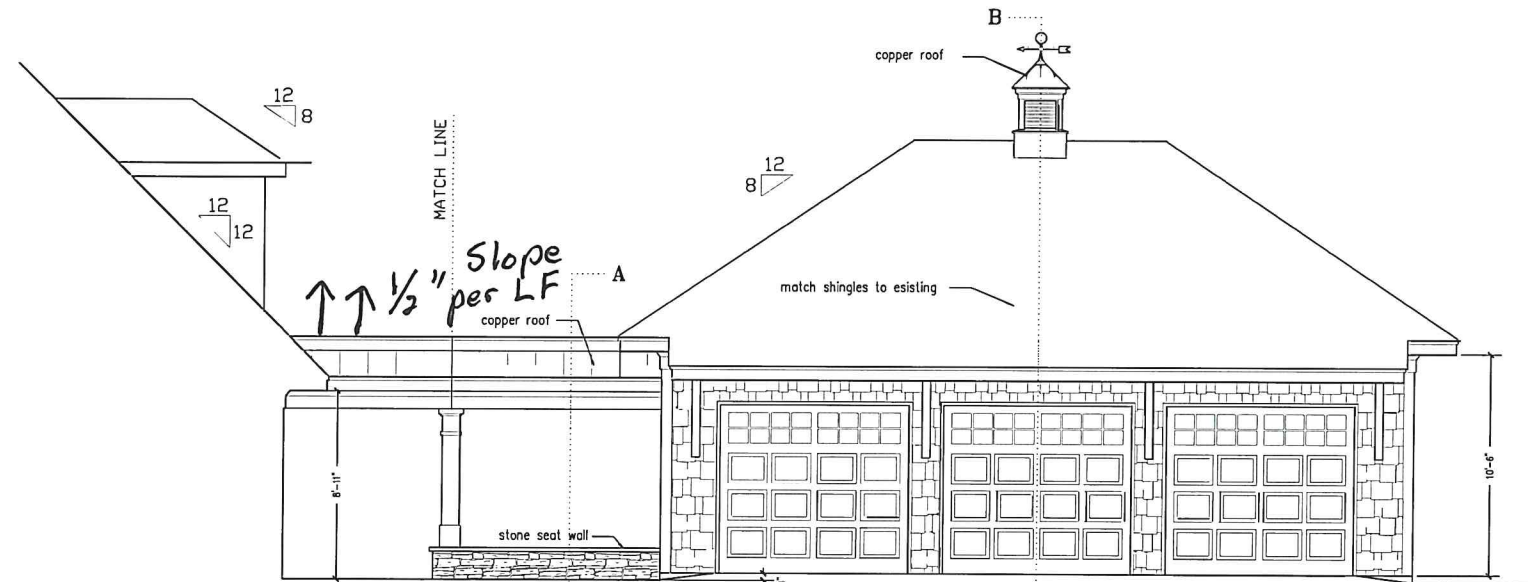 B
copper roof
12
8
MATCH LINE
12
8
12
12
Slope
1/2" per LF
A
copper roof
match shingles to esisting
8'-11"
10'-6"
stone seat wall